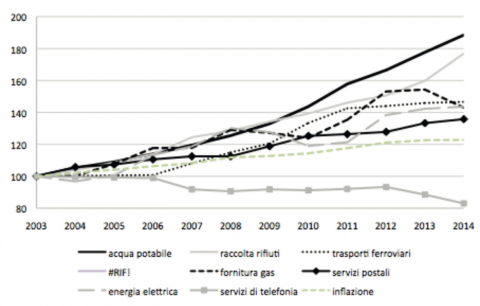 200
180
160
140
120
100
80
2003 2004 2005 2006 2007 2008 2009 2010 2011 2012 2013 2014
acqua potabile raccolta rifiuti trasporti ferroviari
#RIF! fornitura gas servizi postali
energia elettrica servizi di telefonia inflazione